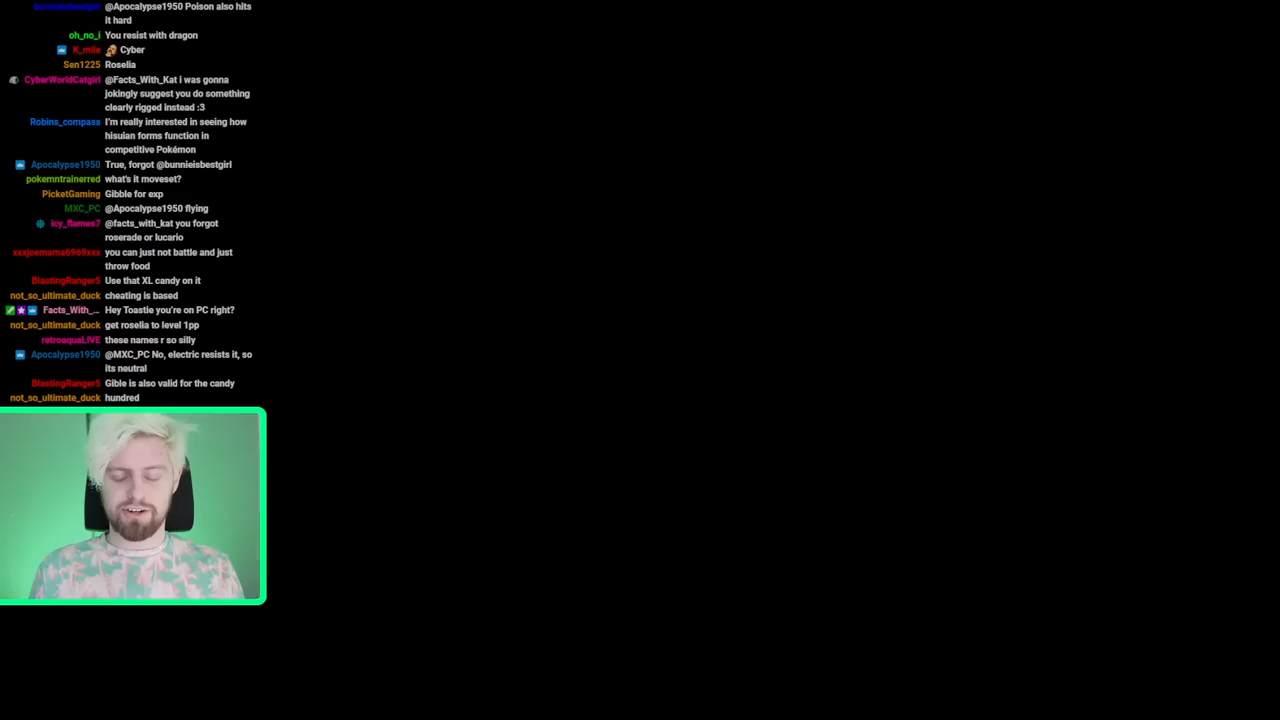 bunnieisbestgirl @Apocalypse1950 Poison also hits
it hard
oh_no_i You resist with dragon
K_mile Cyber
Sen1225 Roselia
CyberWorldCatgirl @Facts_With_Kat i was gonna
jokingly suggest you do something
clearly rigged instead :3
Robins_compass I'm really interested in seeing how
hisuian forms function in
competitive Pokémon
Apocalypse1950 True, forgot @bunnieisbestgirl
pokemntrainerred what's it moveset?
PicketGaming Gibble for exp
MXC_PC @Apocalypse1950 flying
icy_flames7 @facts_with_kat you forgot
roserade or lucario
xxxjoemama6969xxx you can just not battle and just
throw food
BlastingRanger5 Use that XL candy on it
not_so_ultimate_duck cheating is based
Facts_With_... Hey Toastie you're on PC right?
not_so_ultimate_duck get roselia to level 1pp
retroaquaLIVE these names r so silly
Apocalypse1950 @MXC_PC No, electric resists it, so
its neutral
BlastingRanger5 Gible is also valid for the candy
not_so_ultimate_duck hundred